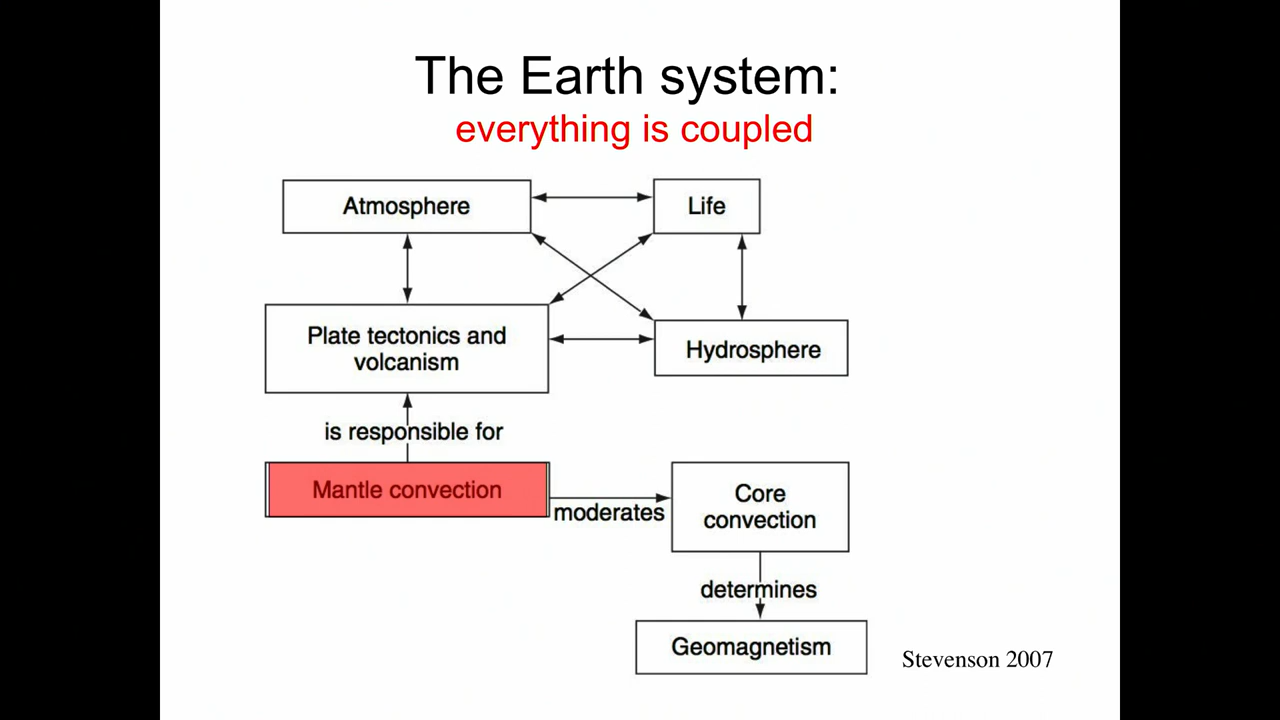 The Earth system:
everything is coupled
Atmosphere
Life
Plate tectonics and
volcanism
Hydrosphere
is responsible for
Mantle convection
moderates
Core
convection
determines
Geomagnetism
Stevenson 2007